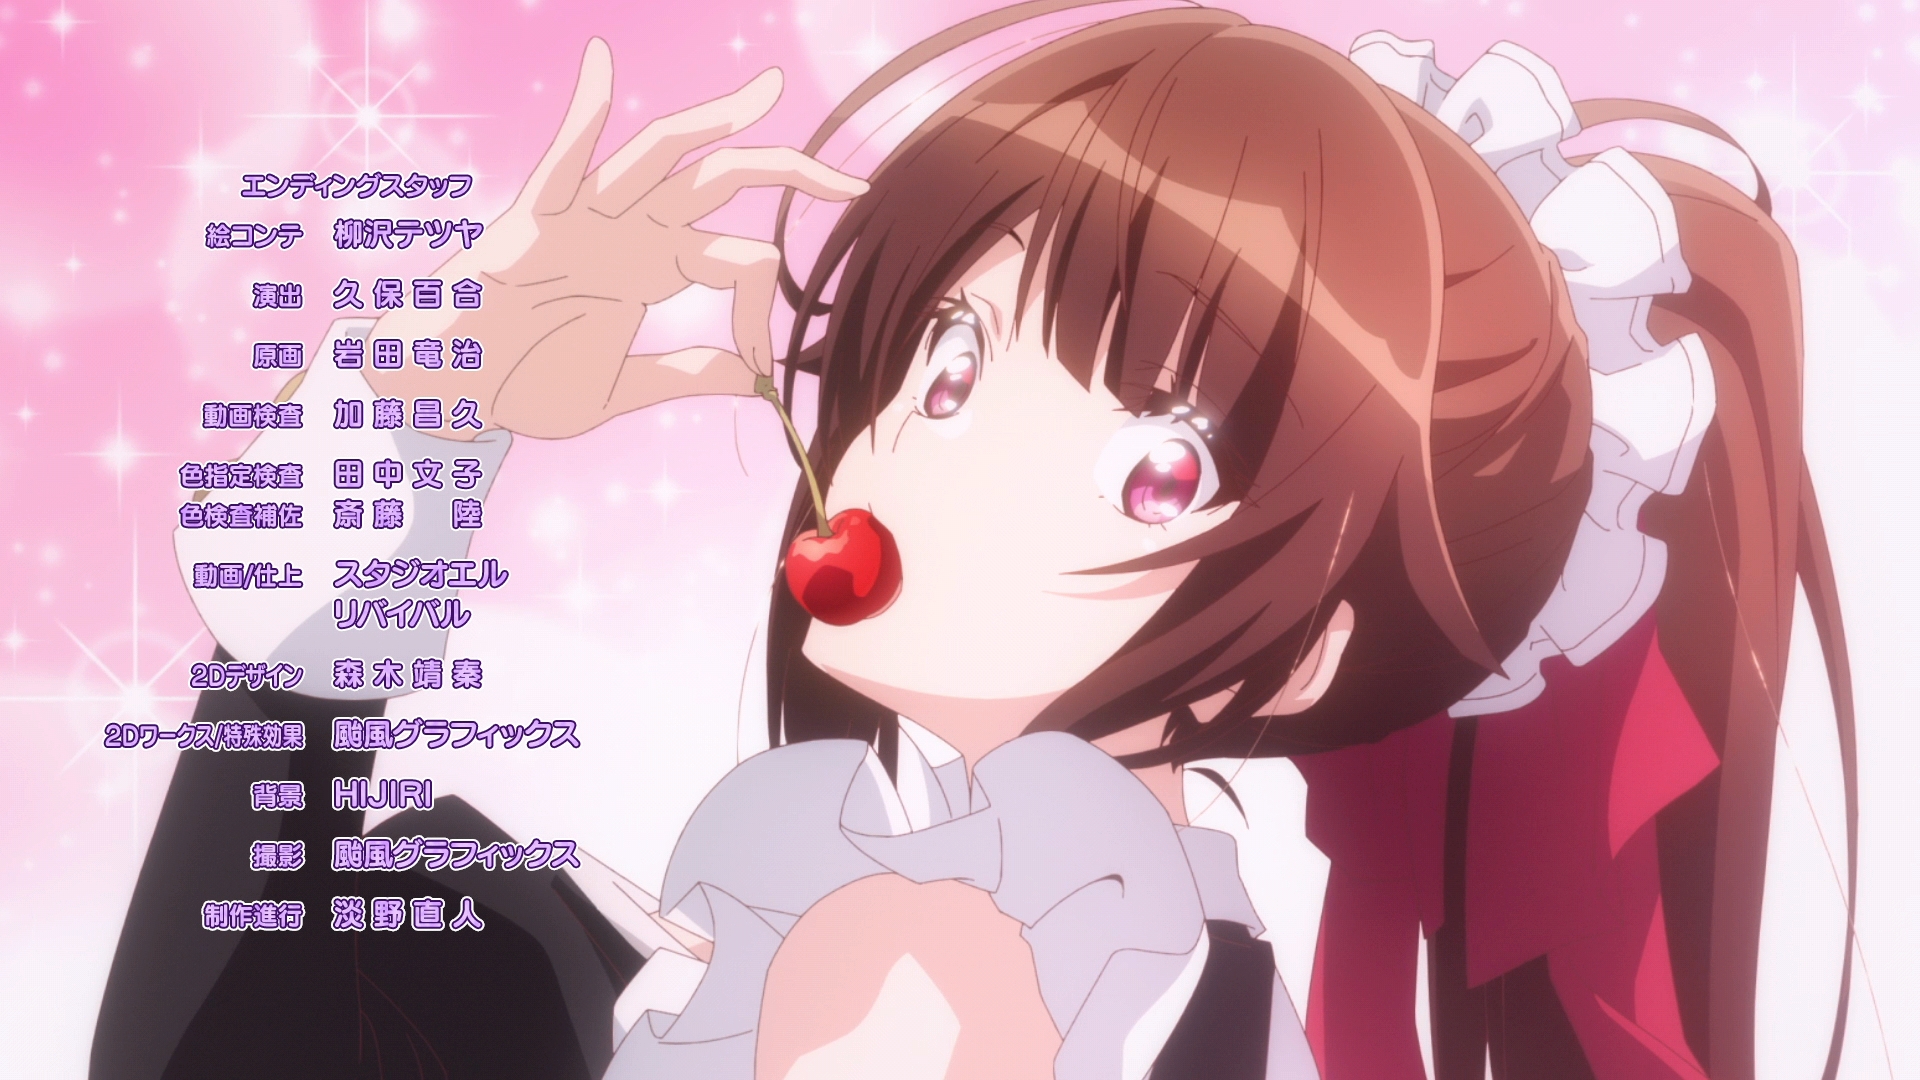 エンディングスタッフ
絵コンテ 柳沢テツヤ
演出 久保百合
原画 岩田竜治
動画検査 加藤昌久
色指定検査 田中文子
色検査補佐 斎藤 陸
動画/仕上 スタジオエル
リバイバル
2Dデザイン 森木靖泰
2Dワークス/特殊効果 颱風グラフィックス
背景 HIJIRI
撮影 颱風グラフィックス
制作進行 淡野直人